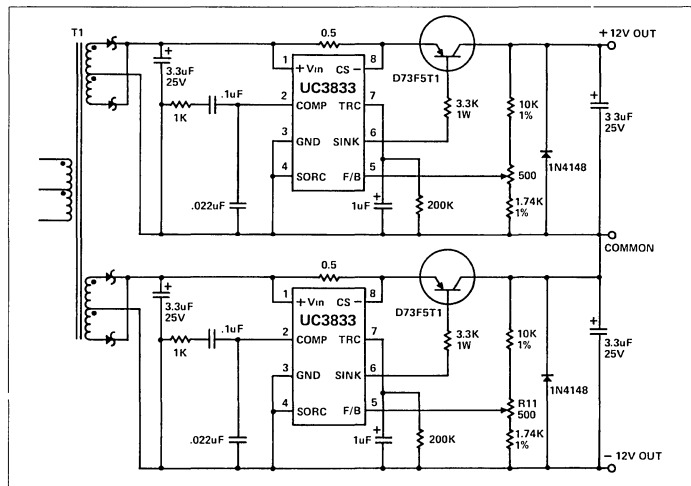 T1
0.5
+ 12V OUT
1
8
+Vin
CS −
UC3833
D73F5T1
3.3uF
25V
.1uF
1K
2
COMP
TRC
7
3.3K
1W
10K
1%
+
3 3uF
25V
3
GND
SINK
6
1N4148
4
SORC
F/B
5
500
.022uF
1uF
200K
1.74K
1%
COMMON
0.5
1
8
+Vin
CS −
UC3833
D73F5T1
3.3uF
25V
.1uF
1K
2
COMP
TRC
7
3.3K
1W
10K
1%
+
3.3uF
25V
3
GND
SINK
6
1N4148
4
SORC
F/B
5
R11
500
.022uF
1uF
200K
1.74K
1%
− 12V OUT